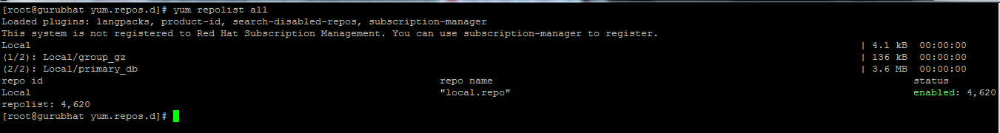 [root@gurubhat yum.repos.d]# yum repolist all
Loaded plugins: langpacks, product-id, search-disabled-repos, subscription-manager
This system is not registered to Red Hat Subscription Management. You can use subscription-manager to register.
Local | 4.1 kB 00:00:00
(1/2): Local/group_gz | 136 kB 00:00:00
(2/2): Local/primary_db | 3.6 MB 00:00:00
repo id repo name status
Local "local.repo" enabled: 4,620
repolist: 4,620
[root@gurubhat yum.repos.d]#